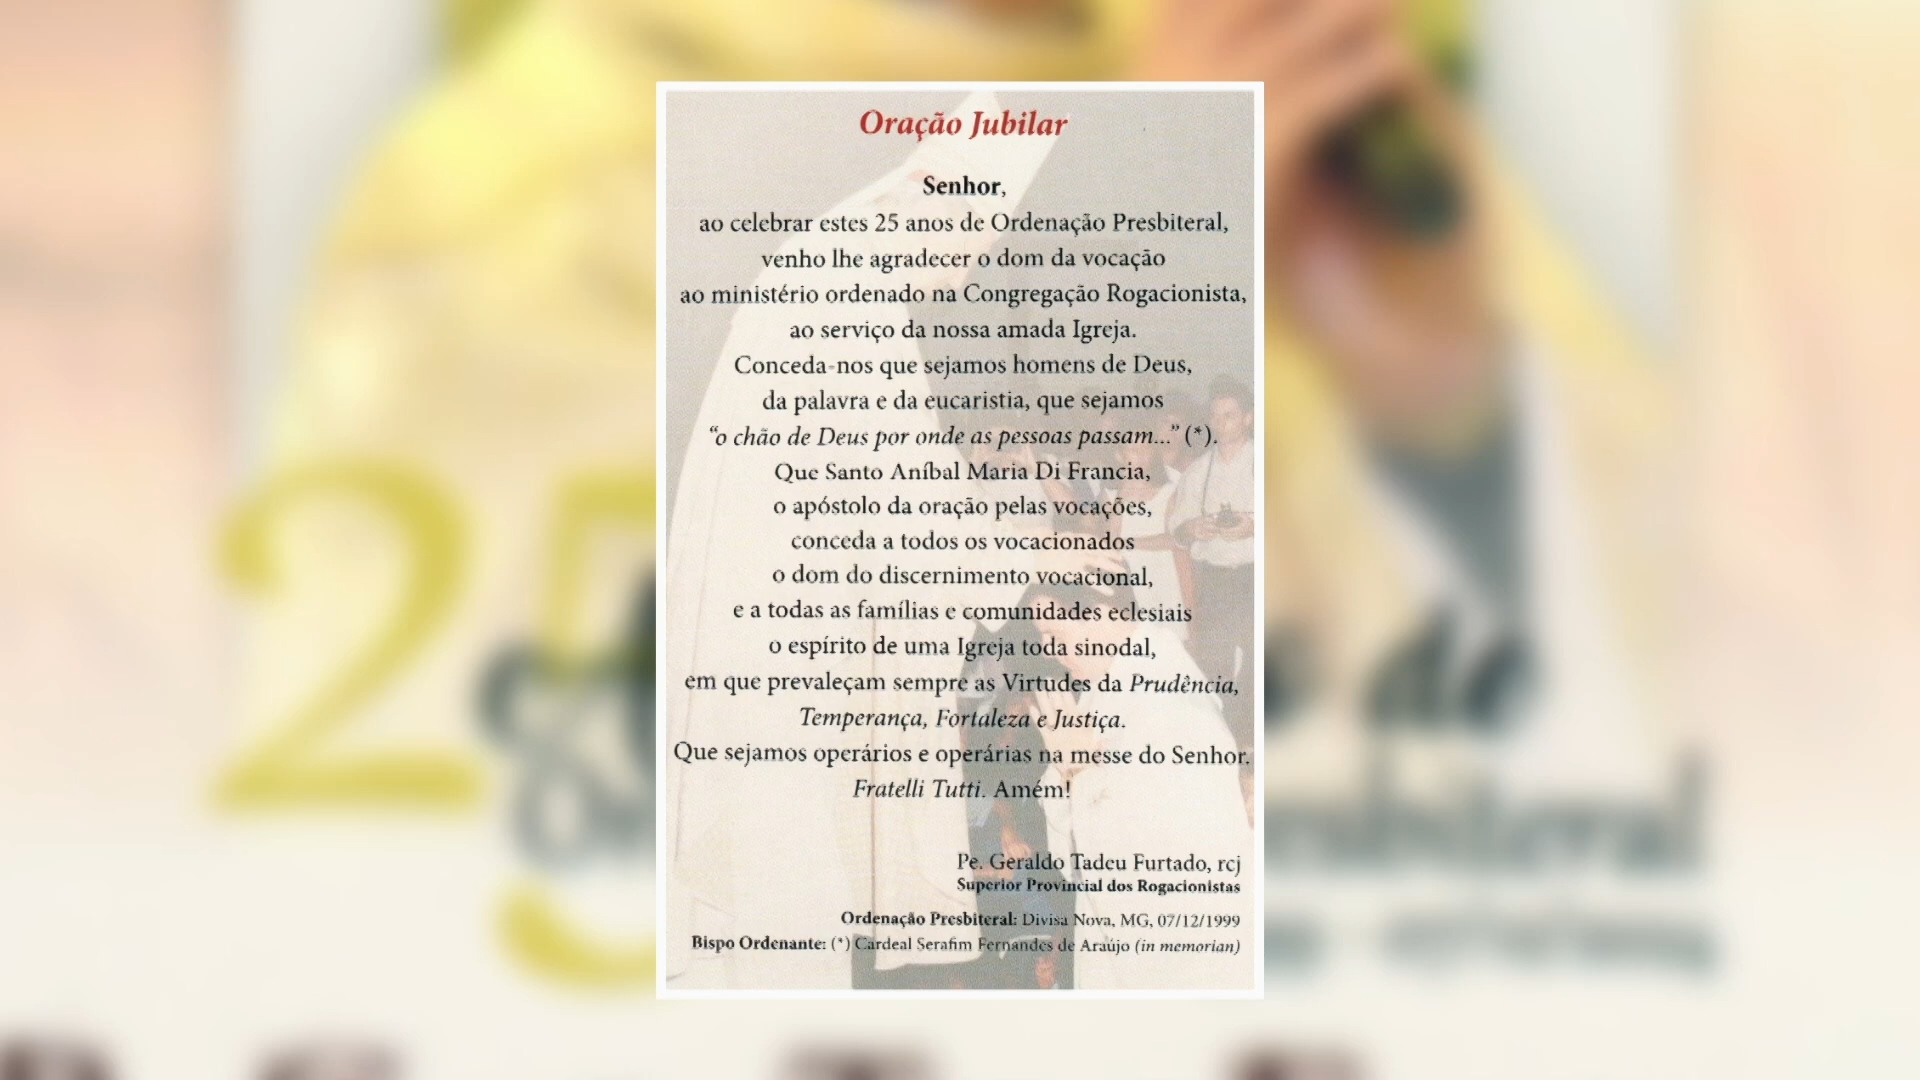 Oração Jubilar
Senhor,
ao celebrar estes 25 anos de Ordenação Presbiteral,
venho lhe agradecer o dom da vocação
ao ministério ordenado na Congregação Rogacionista,
ao serviço da nossa amada Igreja.
Conceda-nos que sejamos homens de Deus,
da palavra e da eucaristia, que sejamos
“o chão de Deus por onde as pessoas passam...” (*).
Que Santo Aníbal Maria Di Francia,
o apóstolo da oração pelas vocações,
conceda a todos os vocacionados
o dom do discernimento vocacional,
e a todas as famílias e comunidades eclesiais
o espírito de uma Igreja toda sinodal,
em que prevaleçam sempre as Virtudes da Prudência,
Temperança, Fortaleza e Justiça.
Que sejamos operários e operárias na messe do Senhor.
Fratelli Tutti. Amém!
Pe. Geraldo Tadeu Furtado, rcj
Superior Provincial dos Rogacionistas
Ordenação Presbiteral: Divisa Nova, MG, 07/12/1999
Bispo Ordenante: (*) Cardeal Serafim Fernandes de Araújo (in memorian)
25
de